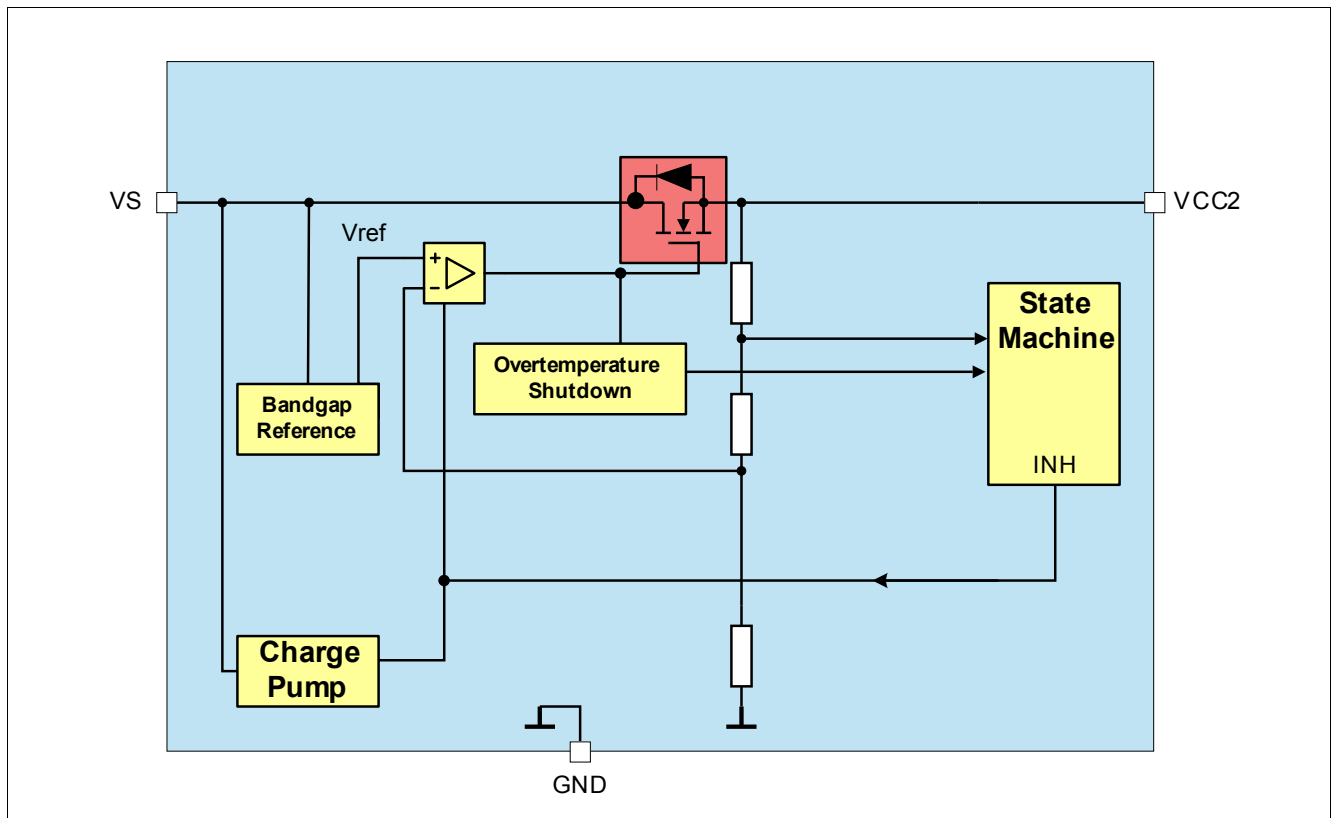 VS
VCC2
Vref
+
−
State
Machine
Overtemperature
Shutdown
Bandgap
Reference
INH
Charge
Pump
GND